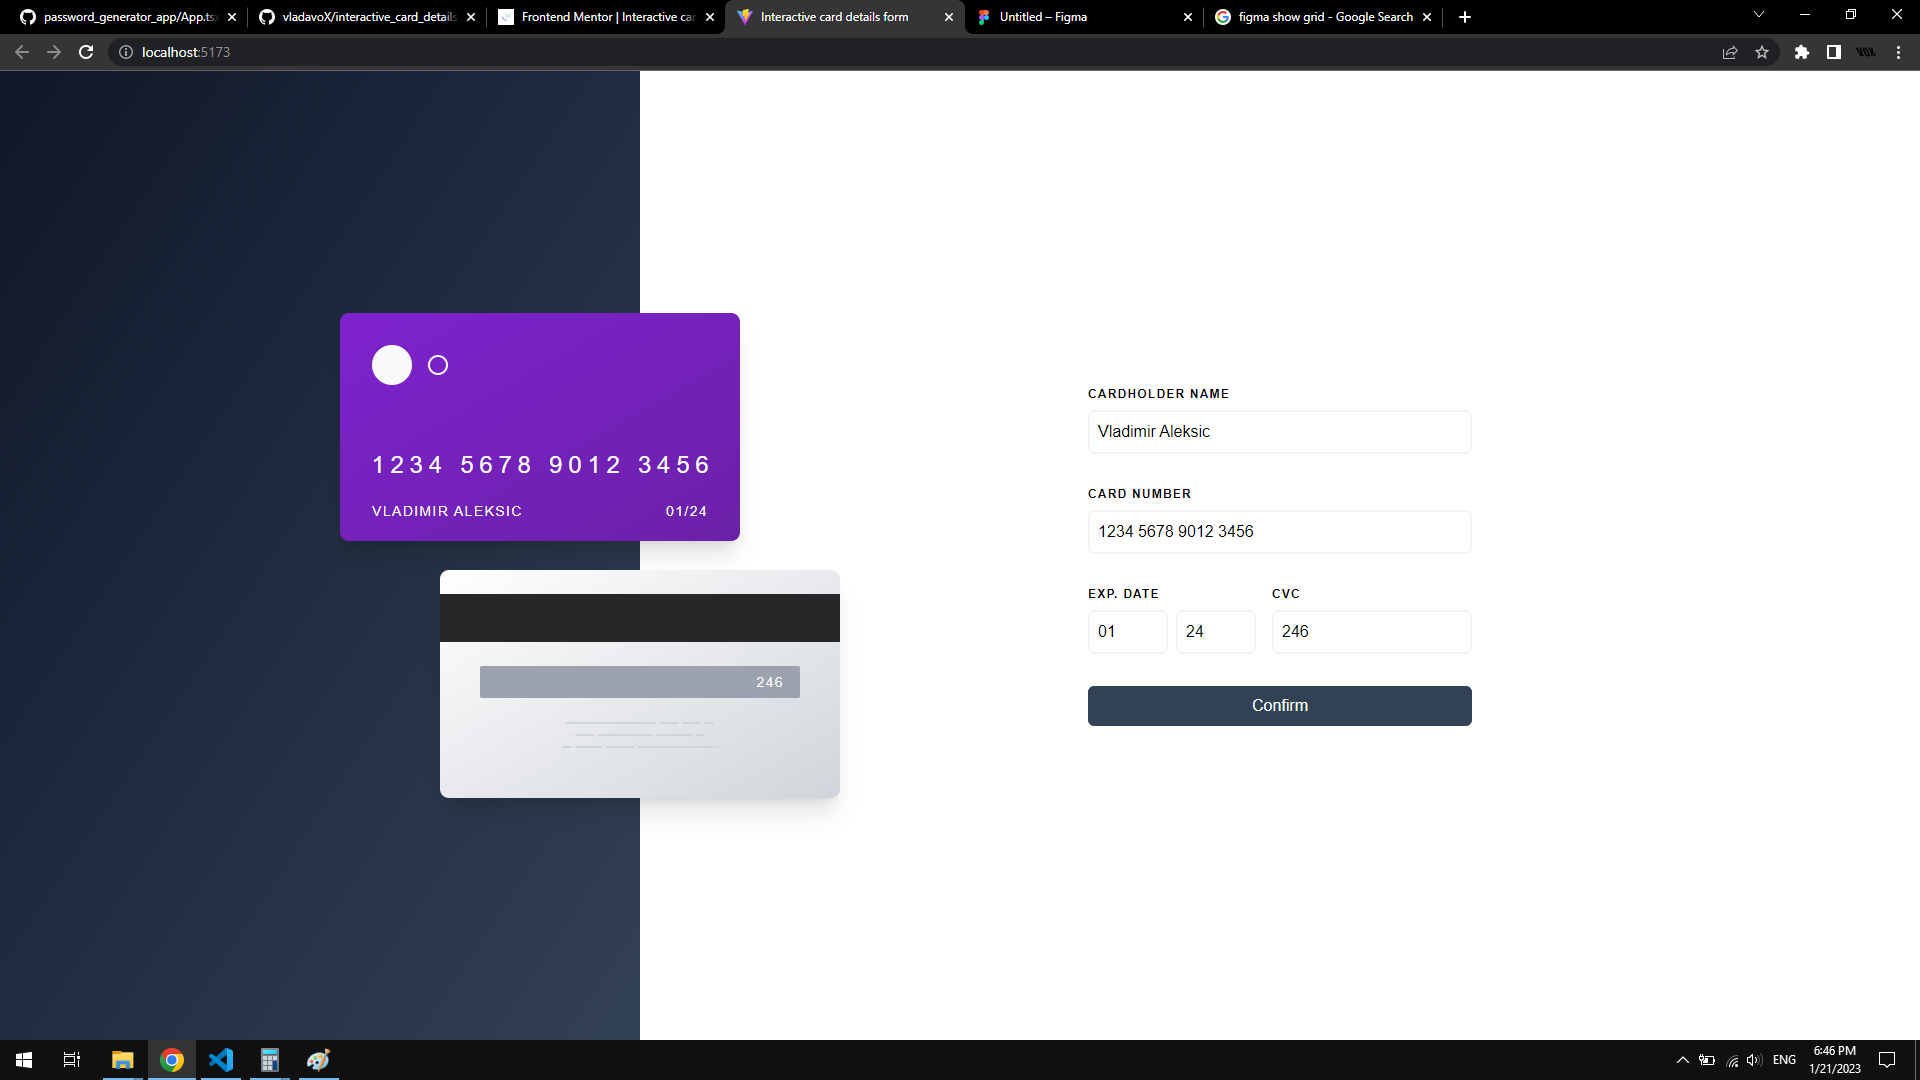 password_generator_app/App.ts
vladavoX/interactive_card_details
Frontend Mentor | Interactive car
Interactive card details form
Untitled – Figma
figma show grid - Google Search
localhost:5173
VOX
1234 5678 9012 3456
VLADIMIR ALEKSIC 01/24
246
CARDHOLDER NAME
Vladimir Aleksic
CARD NUMBER
1234 5678 9012 3456
EXP. DATE CVC
01 24 246
Confirm
ENG
6:46 PM
1/21/2023